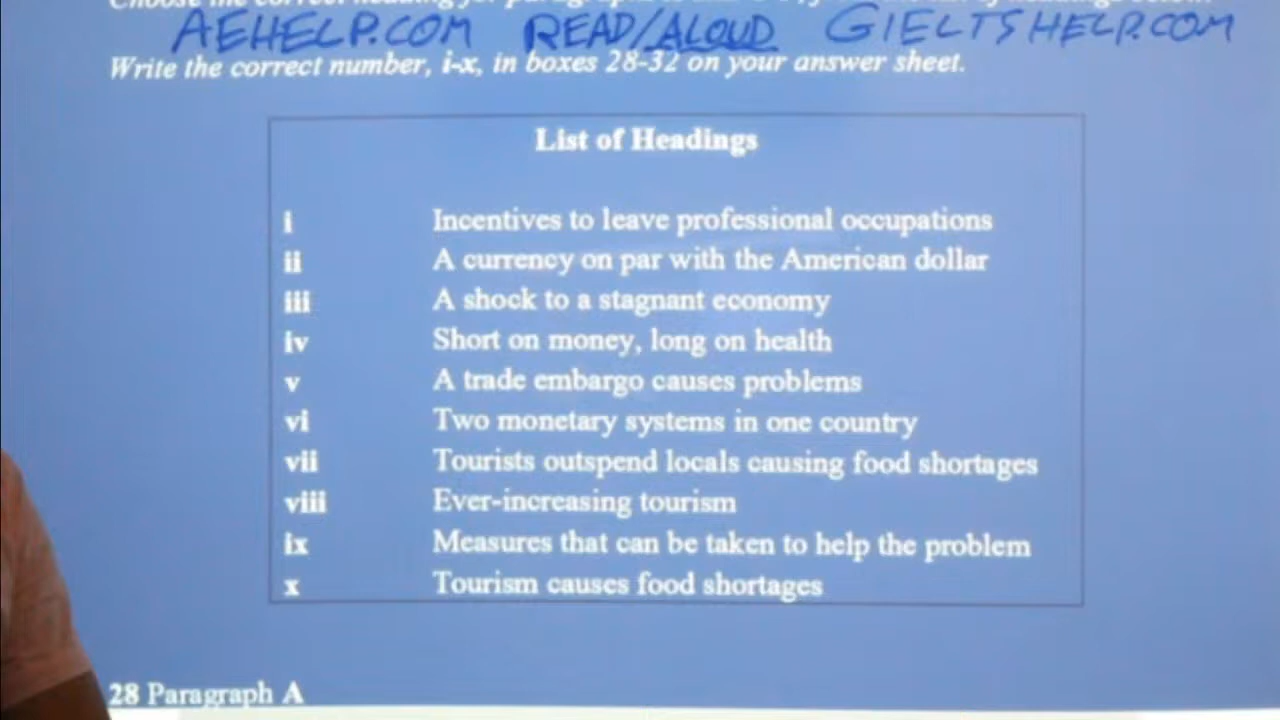 AEHELP.COM READ/ALOUD GIELTSHELP.COM
Write the correct number, i-x, in boxes 28-32 on your answer sheet.
List of Headings
i Incentives to leave professional occupations
ii A currency on par with the American dollar
iii A shock to a stagnant economy
iv Short on money, long on health
v A trade embargo causes problems
vi Two monetary systems in one country
vii Tourists outspend locals causing food shortages
viii Ever-increasing tourism
ix Measures that can be taken to help the problem
x Tourism causes food shortages
28 Paragraph A